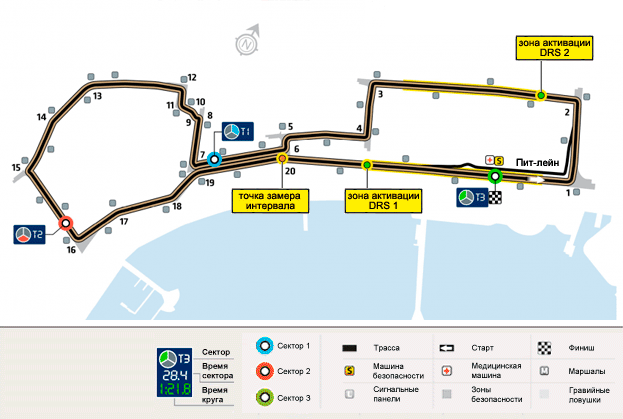 зона активации
DRS 2
12
13
11
10
9
8
3
2
14
T1
5
4
15
7
6
Пит-лейн
S
19
20
1
18
точка замера
интервала
зона активации
DRS 1
T3
T2
17
16
T3
28.4
1:21.8
Сектор
Время
сектора
Время
круга
Сектор 1
Сектор 2
Сектор 3
Трасса
Старт
Финиш
S
Машина
безопасности
Медицинская
машина
Маршалы
Сигнальные
панели
Зоны
безопасности
Гравийные
ловушки